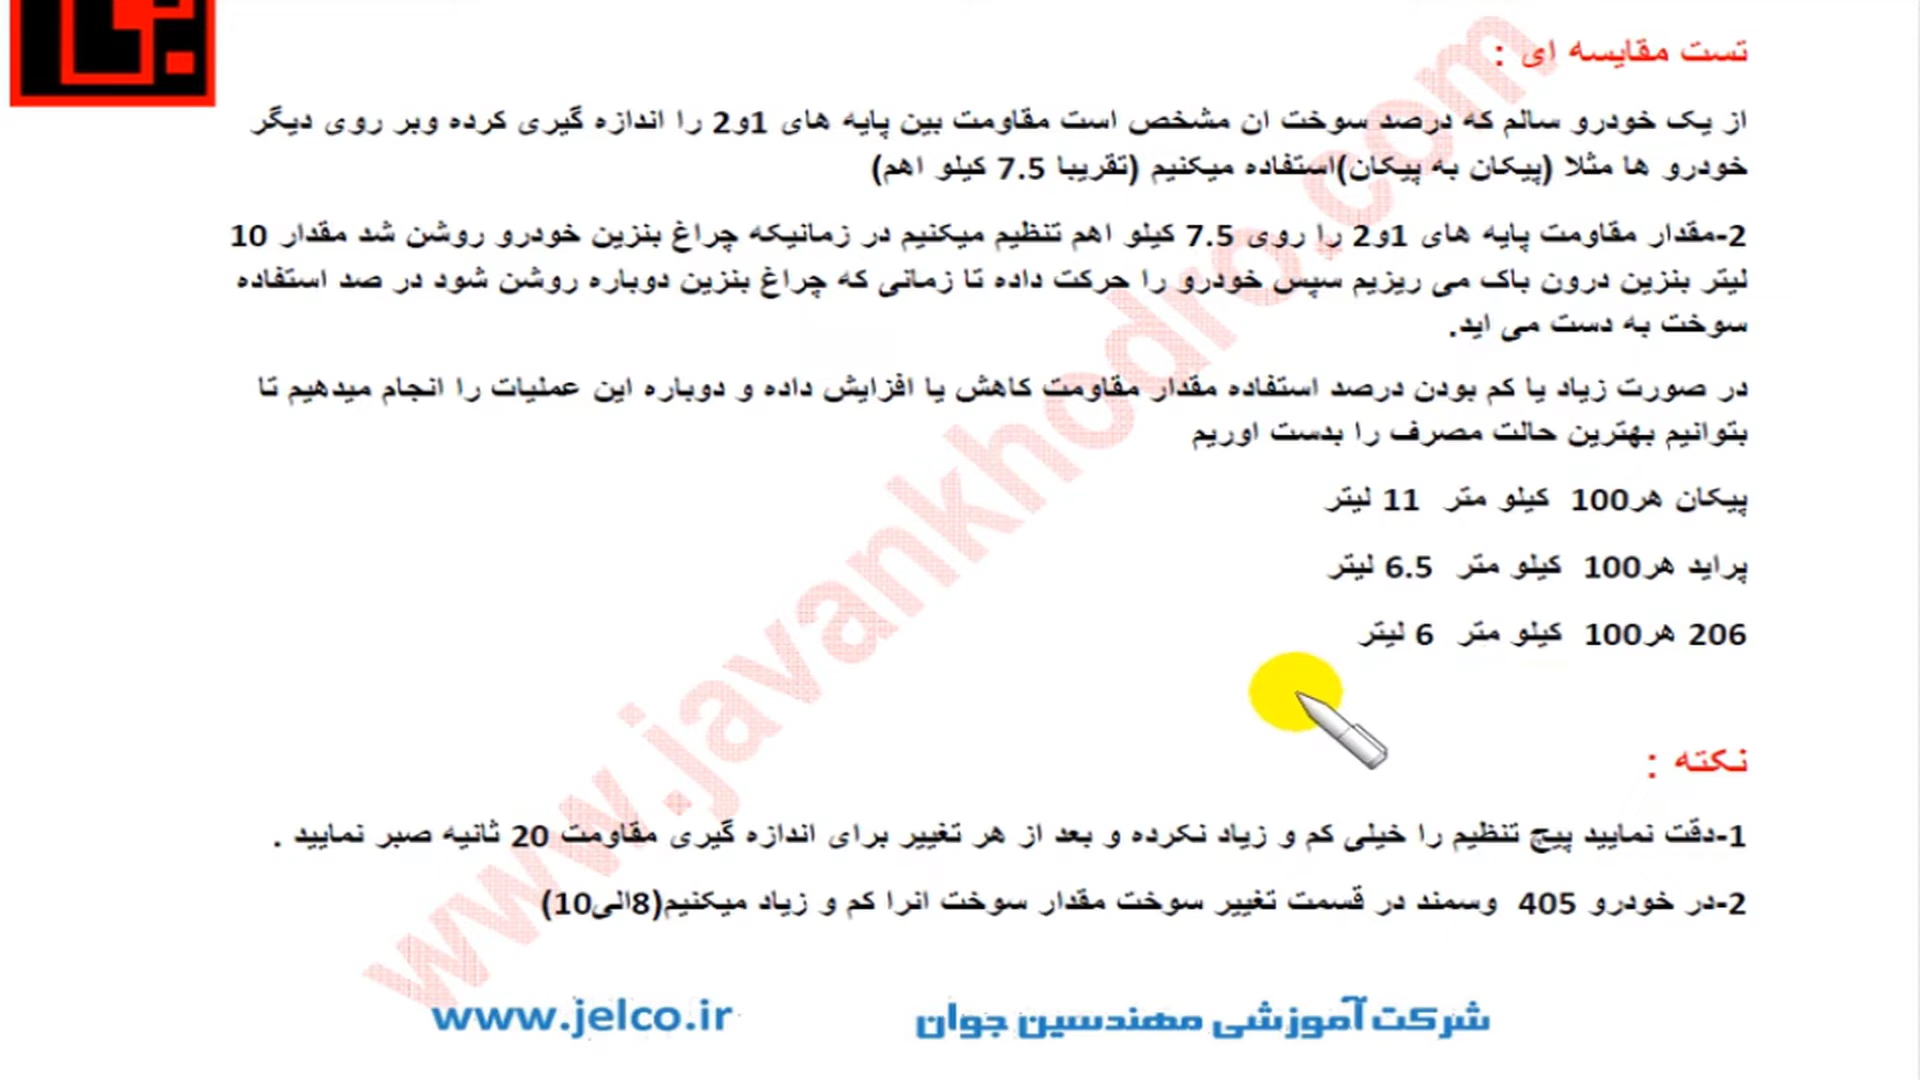 تست مقایسه ای :
از یک خودرو سالم که درصد سوخت ان مشخص است مقاومت بین پایه های 1و2 را اندازه گیری کرده وبر روی دیگر
خودرو ها مثلا (پیکان به پیکان)استفاده میکنیم (تقریبا 7.5 کیلو اهم)
2-مقدار مقاومت پایه های 1و2 را روی 7.5 کیلو اهم تنظیم میکنیم در زمانیکه چراغ بنزین خودرو روشن شد مقدار 10
لیتر بنزین درون باک می ریزیم سپس خودرو را حرکت داده تا زمانی که چراغ بنزین دوباره روشن شود در صد استفاده
سوخت به دست می اید.
در صورت زیاد یا کم بودن درصد استفاده مقدار مقاومت کاهش یا افزایش داده و دوباره این عملیات را انجام میدهیم تا
بتوانیم بهترین حالت مصرف را بدست اوریم
پیکان هر100 کیلو متر 11 لیتر
پراید هر100 کیلو متر 6.5 لیتر
206 هر100 کیلو متر 6 لیتر
نکته :
1-دقت نمایید پیچ تنظیم را خیلی کم و زیاد نکرده و بعد از هر تغییر برای اندازه گیری مقاومت 20 ثانیه صبر نمایید .
2-در خودرو 405 وسمند در قسمت تغییر سوخت مقدار سوخت انرا کم و زیاد میکنیم(8الی10)
شرکت آموزشی مهندسین جوان www.jelco.ir
www.javankhodro.com